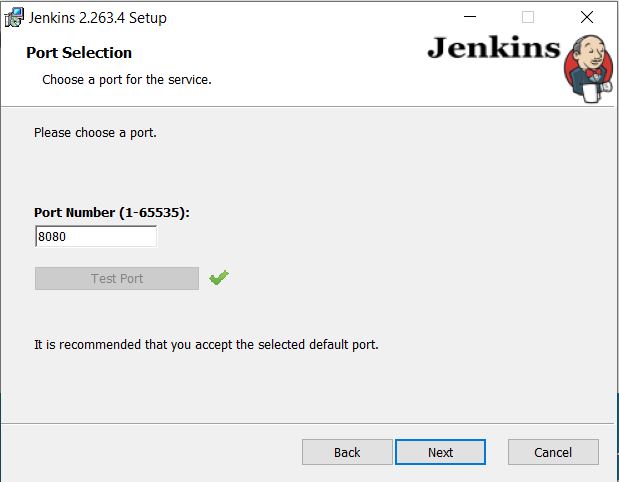 Jenkins 2.263.4 Setup
Port Selection
Jenkins
Choose a port for the service.
Please choose a port.
Port Number (1-65535):
8080
Test Port
It is recommended that you accept the selected default port.
Back
Next
Cancel